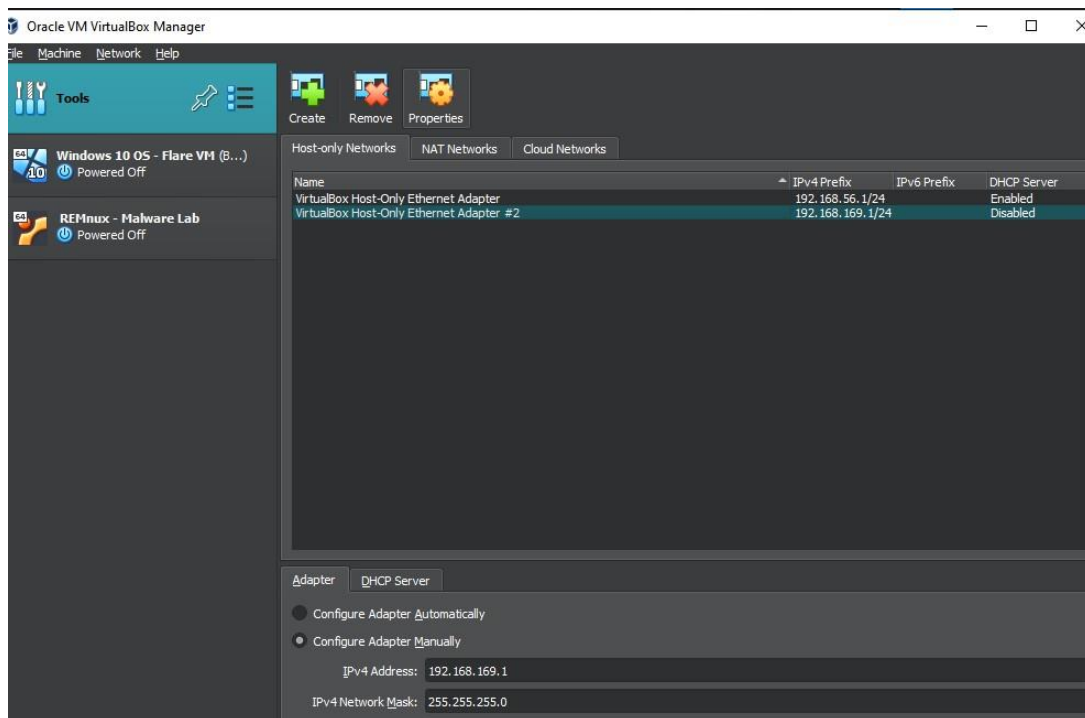 Oracle VM VirtualBox Manager
File Machine Network Help
Tools
Create Remove Properties
64 10 Windows 10 OS - Flare VM (B...)
Powered Off
64 REMnux - Malware Lab
Powered Off
Host-only Networks NAT Networks Cloud Networks
Name IPv4 Prefix IPv6 Prefix DHCP Server
VirtualBox Host-Only Ethernet Adapter 192.168.56.1/24 Enabled
VirtualBox Host-Only Ethernet Adapter #2 192.168.169.1/24 Disabled
Adapter DHCP Server
Configure Adapter Automatically
Configure Adapter Manually
IPv4 Address: 192.168.169.1
IPv4 Network Mask: 255.255.255.0